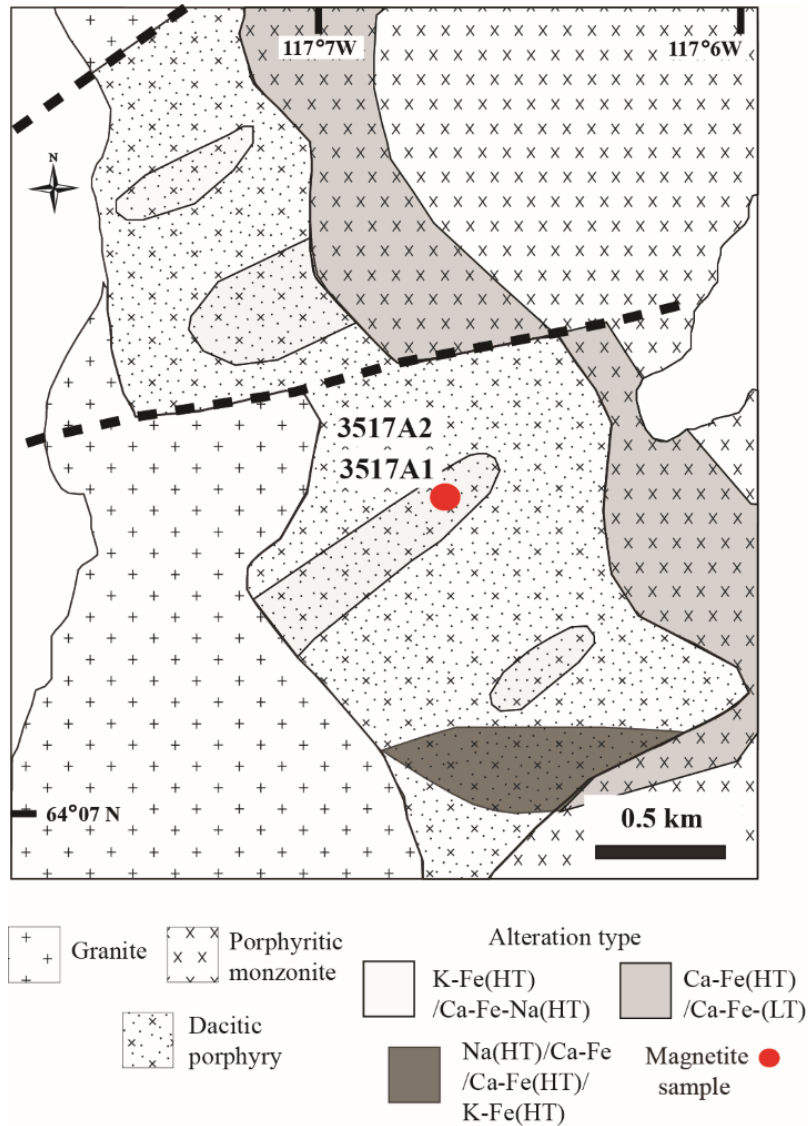 117°7W
117°6W
N
3517A2
3517A1
64°07 N
0.5 km
Granite
Porphyritic
monzonite
Dacitic
porphyry
Alteration type
K-Fe(HT)
/Ca-Fe-Na(HT)
Ca-Fe(HT)
/Ca-Fe-(LT)
Na(HT)/Ca-Fe
/Ca-Fe(HT)/
K-Fe(HT)
Magnetite
sample